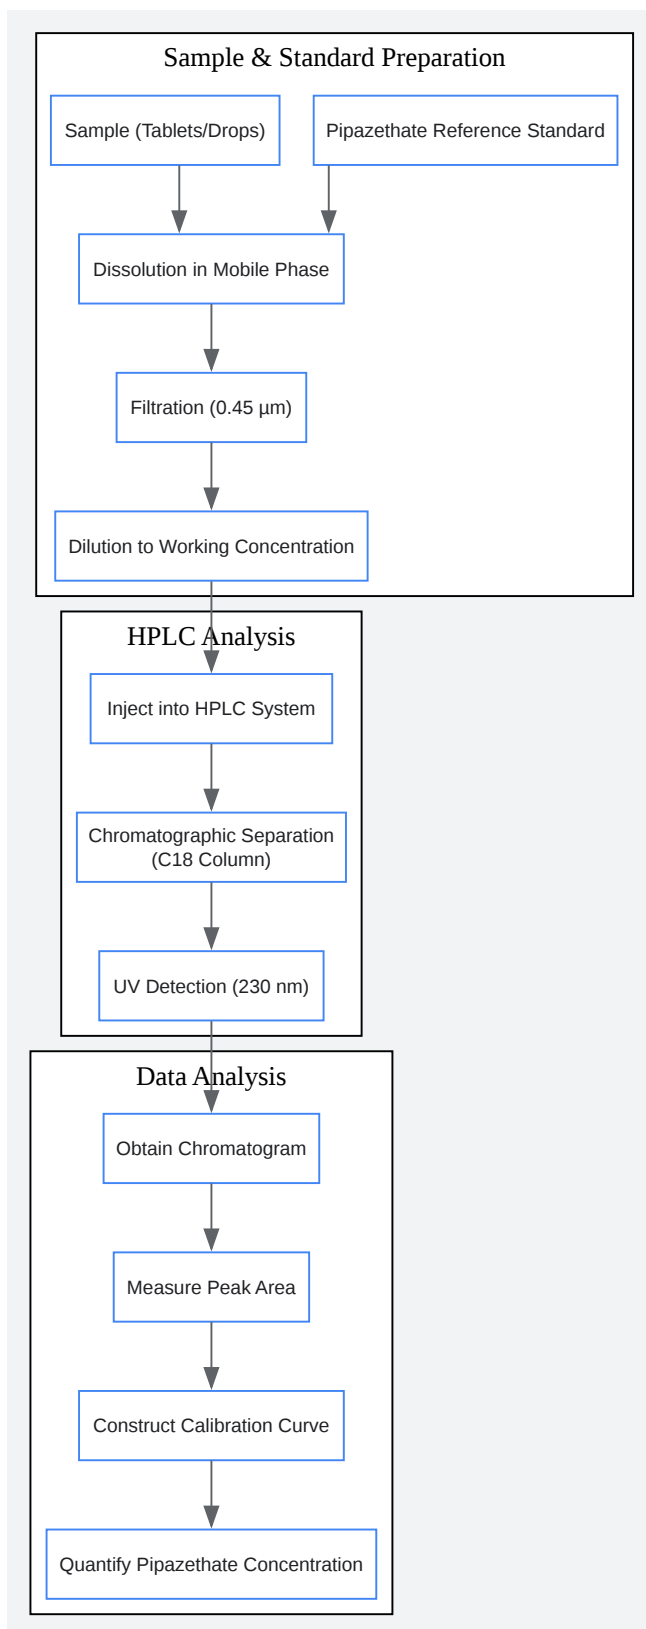 Sample & Standard Preparation
Sample (Tablets/Drops)
Pipazethate Reference Standard
Dissolution in Mobile Phase
Filtration (0.45 µm)
Dilution to Working Concentration
HPLC Analysis
Inject into HPLC System
Chromatographic Separation
(C18 Column)
UV Detection (230 nm)
Data Analysis
Obtain Chromatogram
Measure Peak Area
Construct Calibration Curve
Quantify Pipazethate Concentration